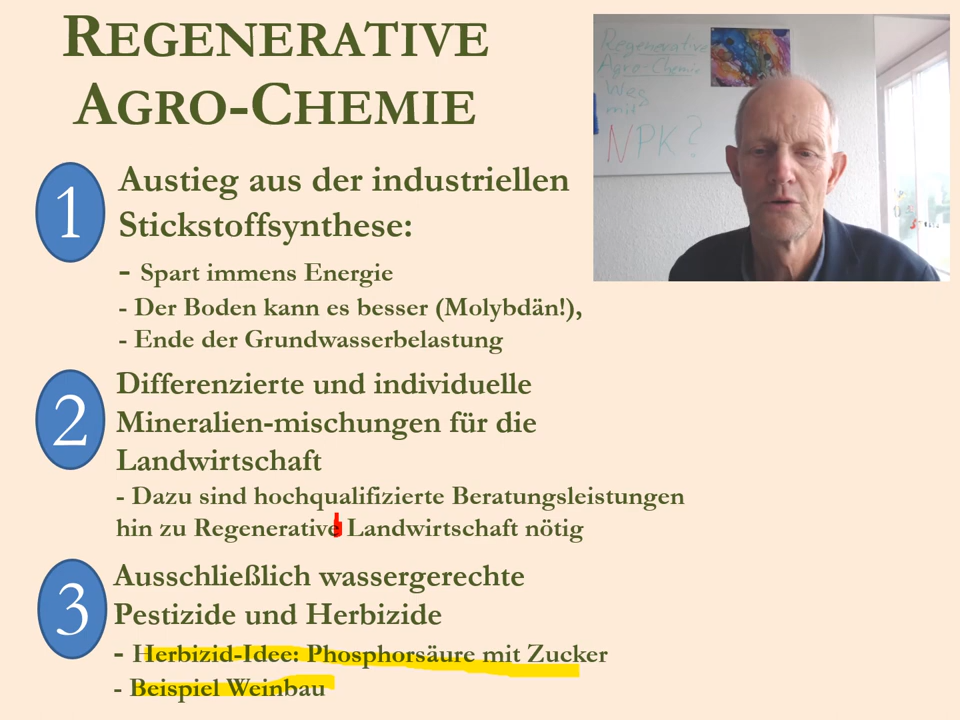 REGENERATIVE
AGRO-CHEMIE
1
Austieg aus der industriellen
Stickstoffsynthese:
- Spart immens Energie
- Der Boden kann es besser (Molybdän!),
- Ende der Grundwasserbelastung
2
Differenzierte und individuelle
Mineralien-mischungen für die
Landwirtschaft
- Dazu sind hochqualifizierte Beratungsleistungen
hin zu Regenerative Landwirtschaft nötig
3
Ausschließlich wassergerechte
Pestizide und Herbizide
- Herbizid-Idee: Phosphorsäure mit Zucker
- Beispiel Weinbau
Regenerative
Agro-Chemie
Weg
mit
NPK?